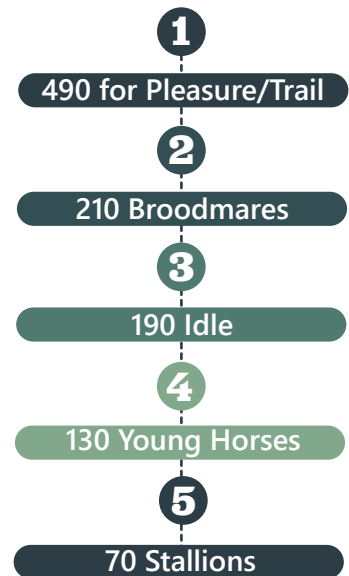 1
490 for Pleasure/Trail
2
210 Broodmares
3
190 Idle
4
130 Young Horses
5
70 Stallions